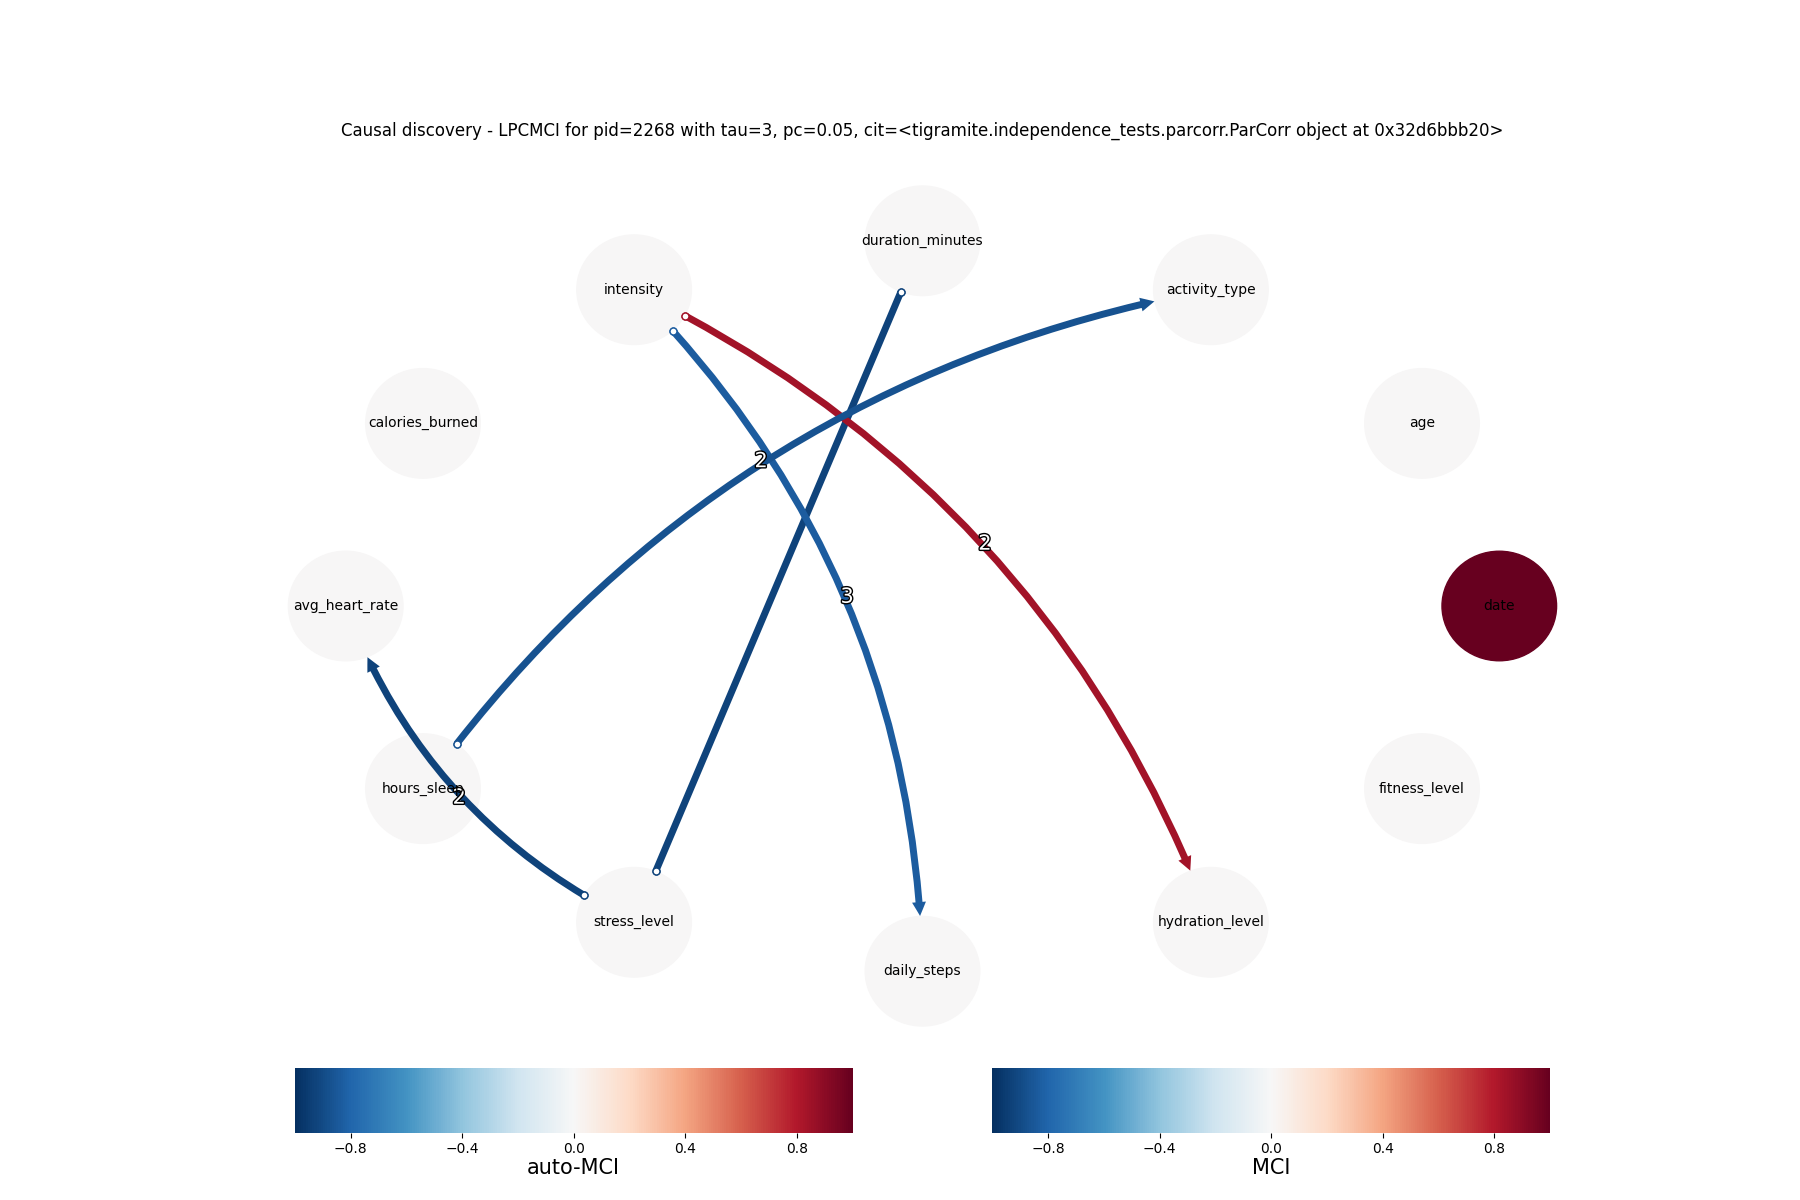 Causal discovery - LPCMCI for pid=2268 with tau=3, pc=0.05, cit=<tigramite.independence_tests.parcorr.ParCorr object at 0x32d6bbb20>
duration_minutes
intensity
activity_type
calories_burned
age
2
2
3
avg_heart_rate
date
hours_sleep
2
fitness_level
stress_level
hydration_level
daily_steps
−0.8 −0.4 0.0 0.4 0.8
auto-MCI
−0.8 −0.4 0.0 0.4 0.8
MCI